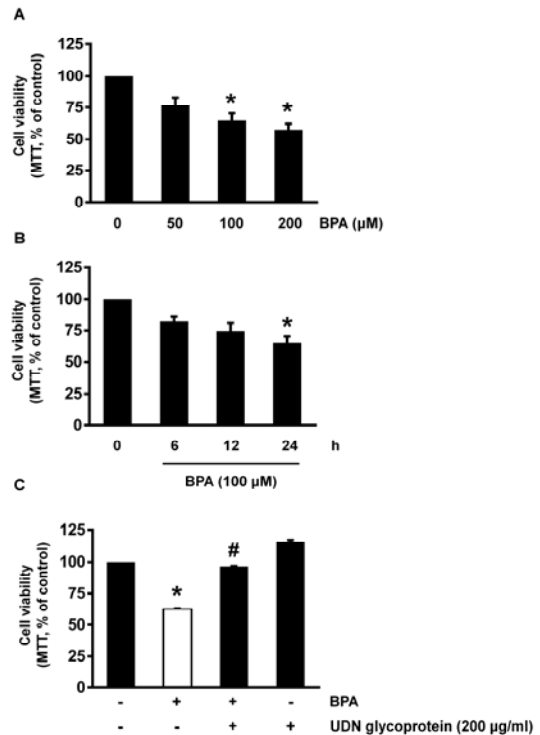 A
Cell viability
(MTT, % of control)
125
100
75
50
25
0
* *
0 50 100 200 BPA (µM)
B
Cell viability
(MTT, % of control)
125
100
75
50
25
0
*
0 6 12 24 h
BPA (100 µM)
C
Cell viability
(MTT, % of control)
125
100
75
50
25
0
* #
- + + - BPA
- - + + UDN glycoprotein (200 µg/ml)